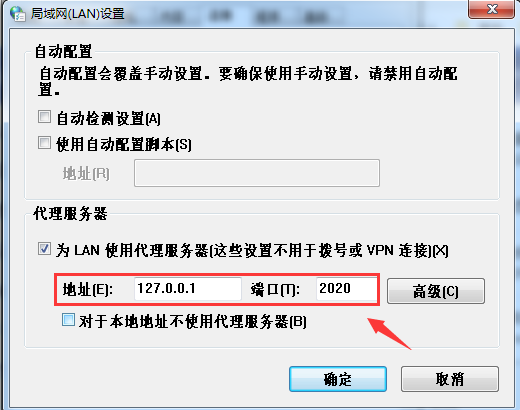 局域网(LAN)设置
自动配置
自动配置会覆盖手动设置。要确保使用手动设置，请禁用自动配
置。
自动检测设置(A)
使用自动配置脚本(S)
地址(R)
代理服务器
为 LAN 使用代理服务器(这些设置不用于拨号或 VPN 连接)(X)
地址(E): 127.0.0.1 端口(T): 2020 高级(C)
对于本地地址不使用代理服务器(B)
确定 取消